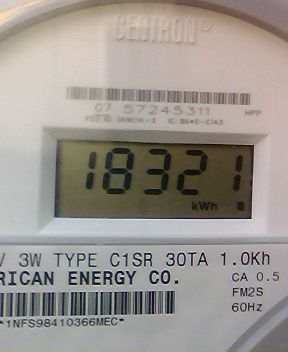 CENTRON®
07 57245311 HPP
18321
kWh
V 3W TYPE C1SR 30TA 1.0Kh
RICAN ENERGY CO. CA 0.5
FM2S
60Hz
*1NFS98410366MEC*